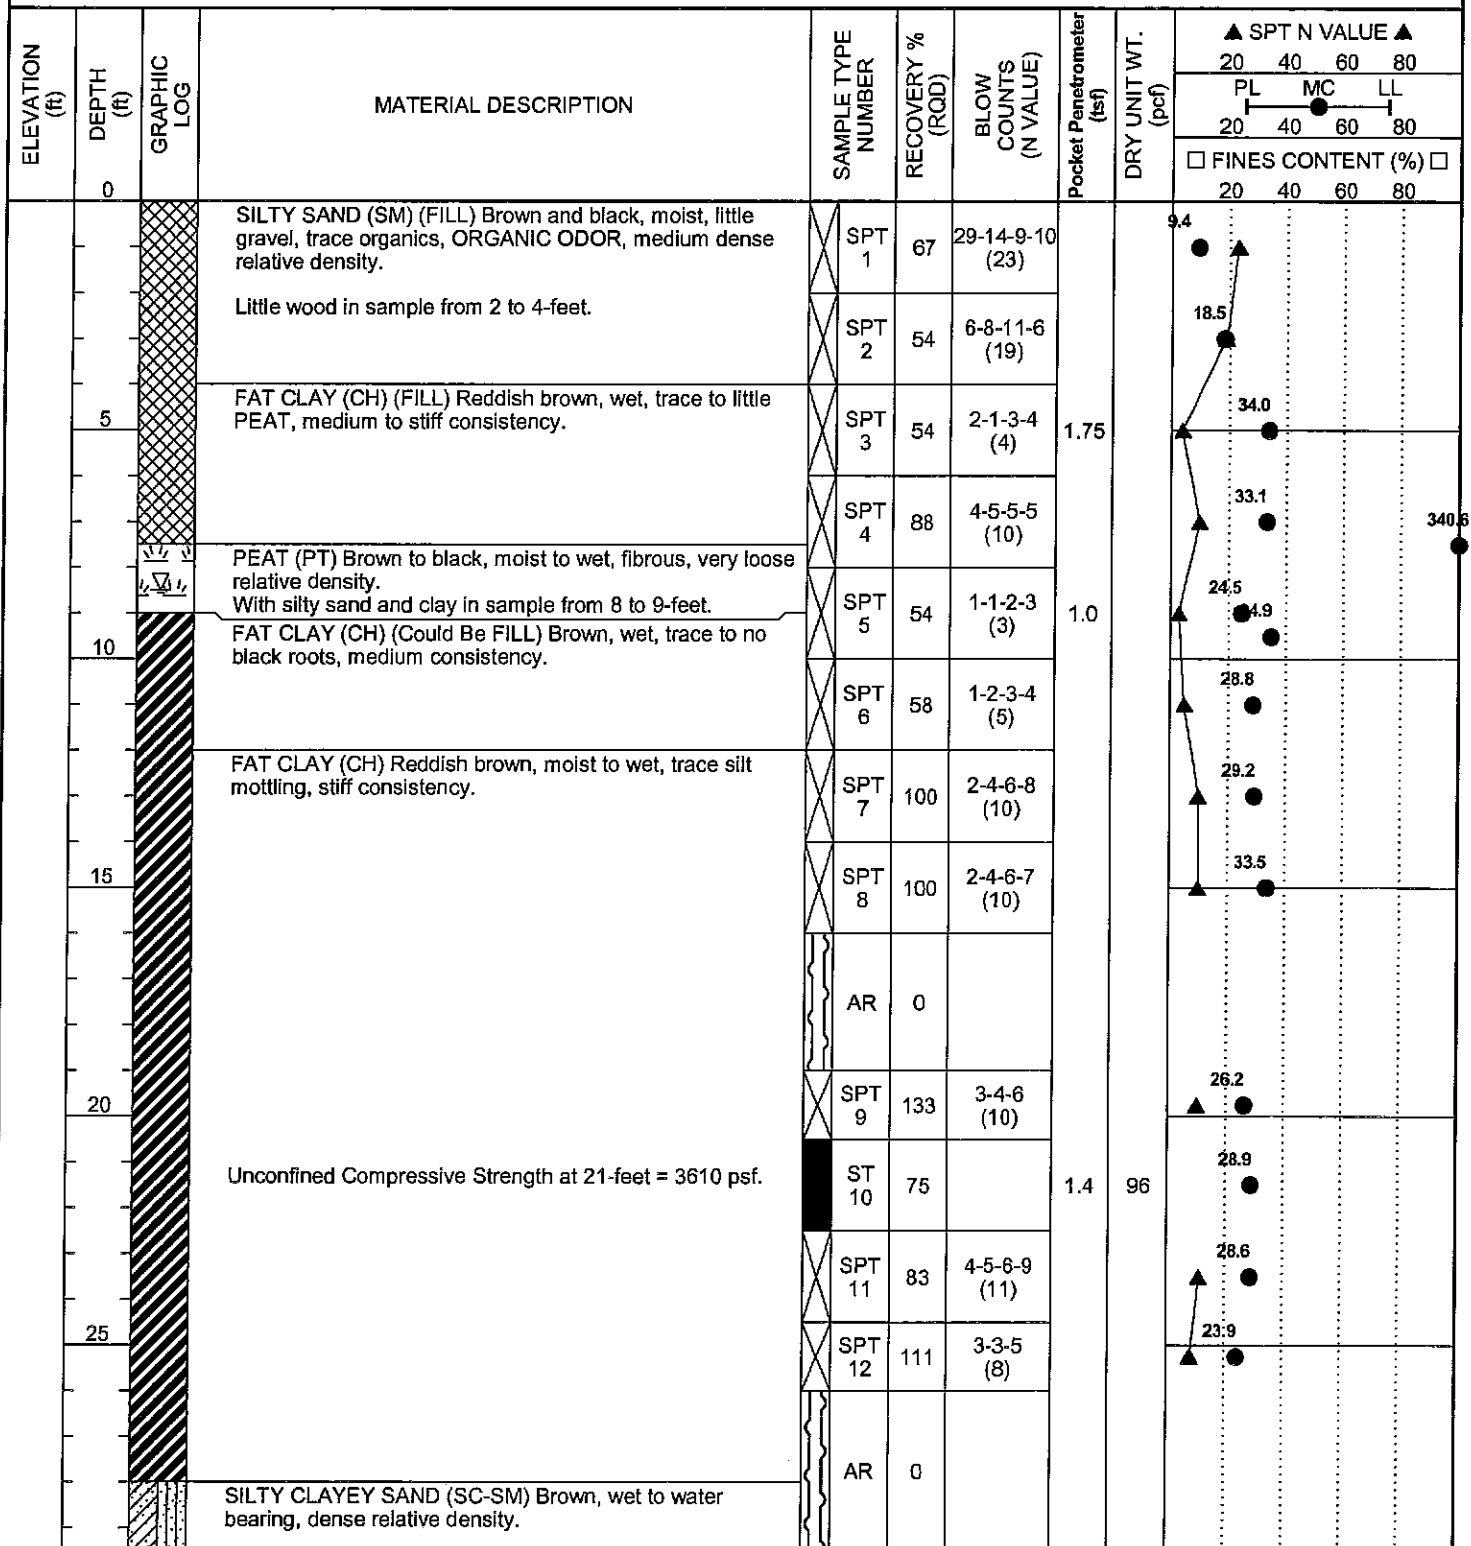 ELEVATION (ft)
DEPTH (ft)
GRAPHIC LOG
MATERIAL DESCRIPTION
SAMPLE TYPE NUMBER
RECOVERY % (RQD)
BLOW COUNTS (N VALUE)
Pocket Penetrometer (tsf)
DRY UNIT WT. (pcf)
▲ SPT N VALUE ▲
20 40 60 80
PL MC LL
20 40 60 80
□ FINES CONTENT (%) □
20 40 60 80
0
SILTY SAND (SM) (FILL) Brown and black, moist, little
gravel, trace organics, ORGANIC ODOR, medium dense
relative density.
SPT 1
67
29-14-9-10
(23)
9.4
Little wood in sample from 2 to 4-feet.
SPT 2
54
6-8-11-6
(19)
18.5
FAT CLAY (CH) (FILL) Reddish brown, wet, trace to little
PEAT, medium to stiff consistency.
5
SPT 3
54
2-1-3-4
(4)
1.75
34.0
SPT 4
88
4-5-5-5
(10)
33.1
340.6
PEAT (PT) Brown to black, moist to wet, fibrous, very loose
relative density.
With silty sand and clay in sample from 8 to 9-feet.
SPT 5
54
1-1-2-3
(3)
1.0
24.5
FAT CLAY (CH) (Could Be FILL) Brown, wet, trace to no
black roots, medium consistency.
10
SPT 6
58
1-2-3-4
(5)
28.8
FAT CLAY (CH) Reddish brown, moist to wet, trace silt
mottling, stiff consistency.
SPT 7
100
2-4-6-8
(10)
29.2
15
SPT 8
100
2-4-6-7
(10)
33.5
AR
0
20
SPT 9
133
3-4-6
(10)
26.2
Unconfined Compressive Strength at 21-feet = 3610 psf.
ST 10
75
1.4
96
28.9
SPT 11
83
4-5-6-9
(11)
28.6
25
SPT 12
111
3-3-5
(8)
23.9
AR
0
SILTY CLAYEY SAND (SC-SM) Brown, wet to water
bearing, dense relative density.